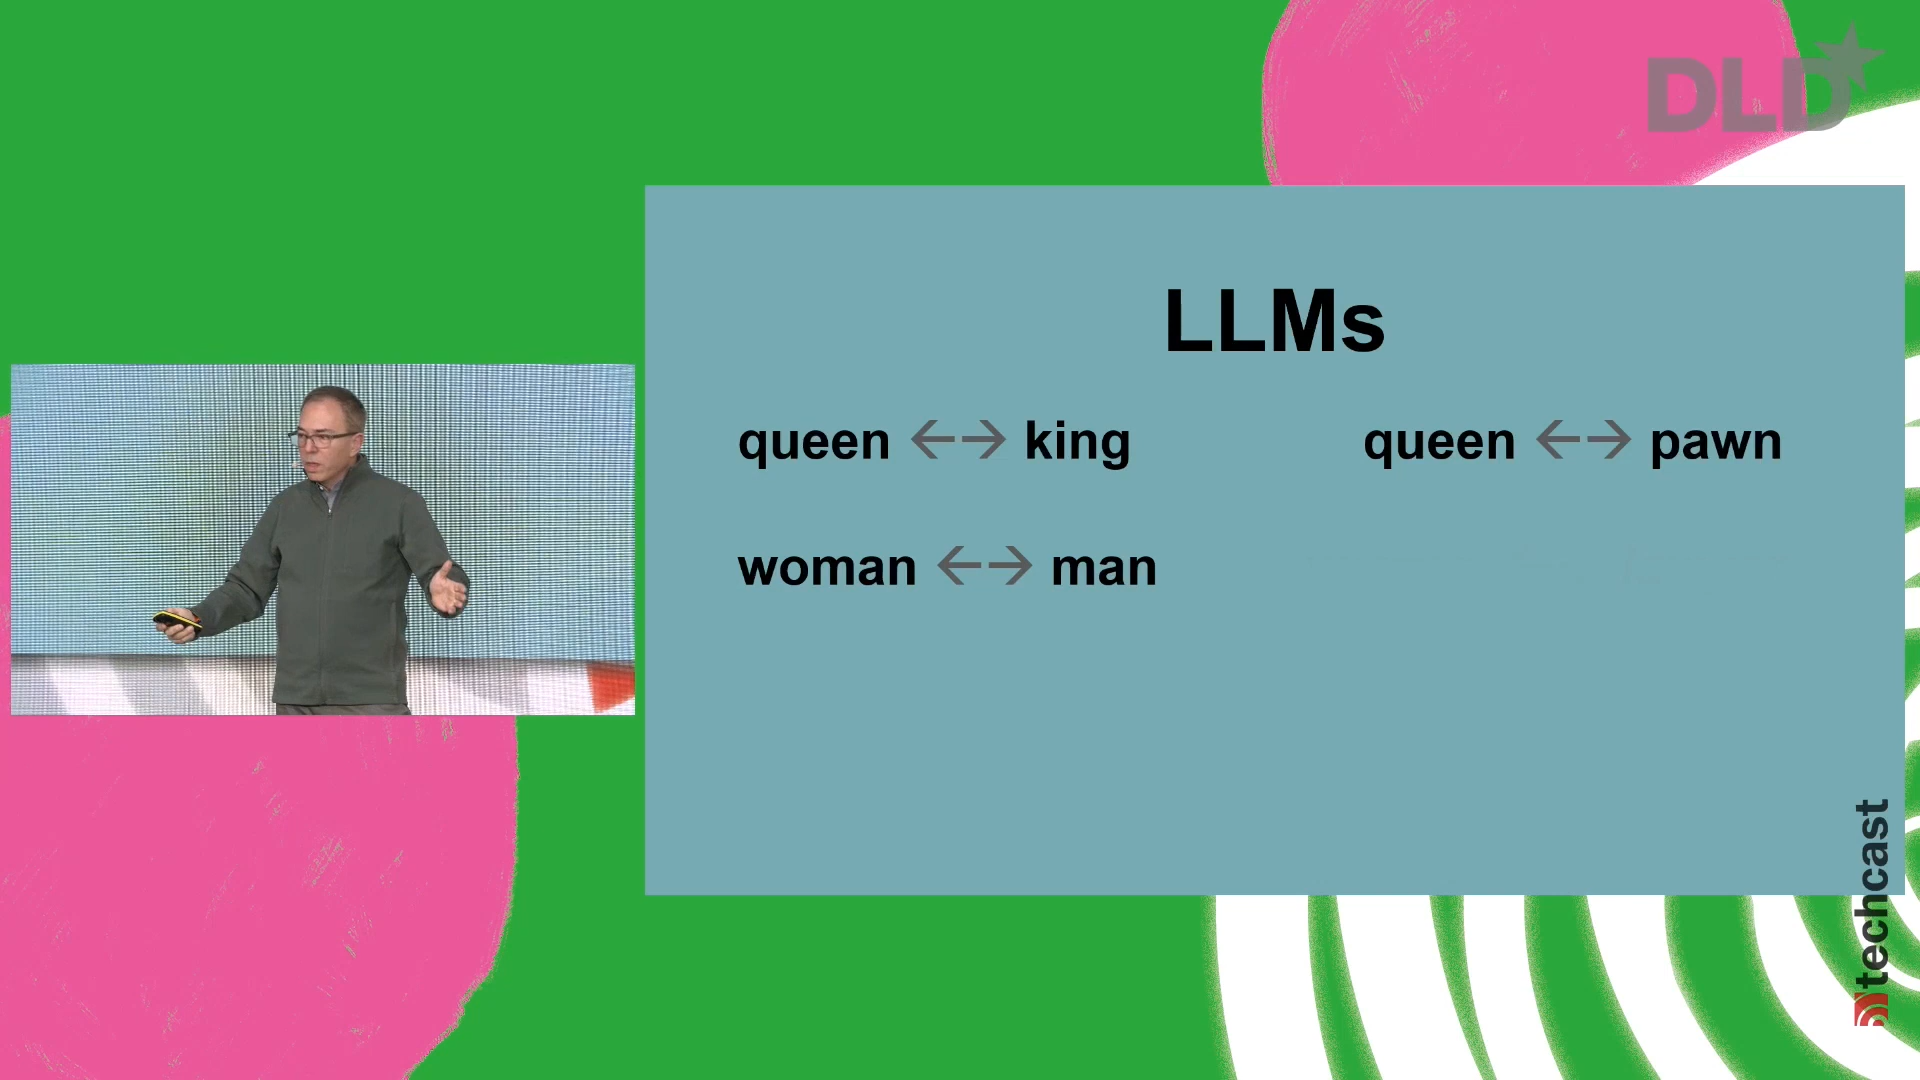 DLD
LLMs
queen ←→ king
queen ←→ pawn
woman ←→ man
techcast